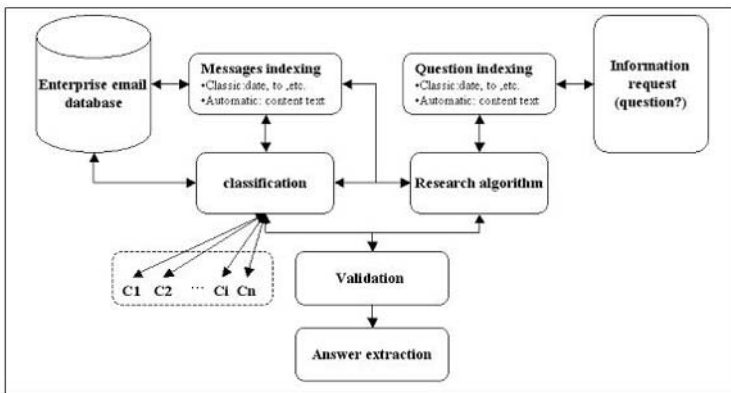 Enterprise email
database
Messages indexing
•Classic:date, to ,etc.
•Automatic: content text
Question indexing
•Classic:date, to ,etc.
•Automatic: content text
Information
request
(question?)
classification
Research algorithm
C1 C2 ... Ci Cn
Validation
Answer extraction